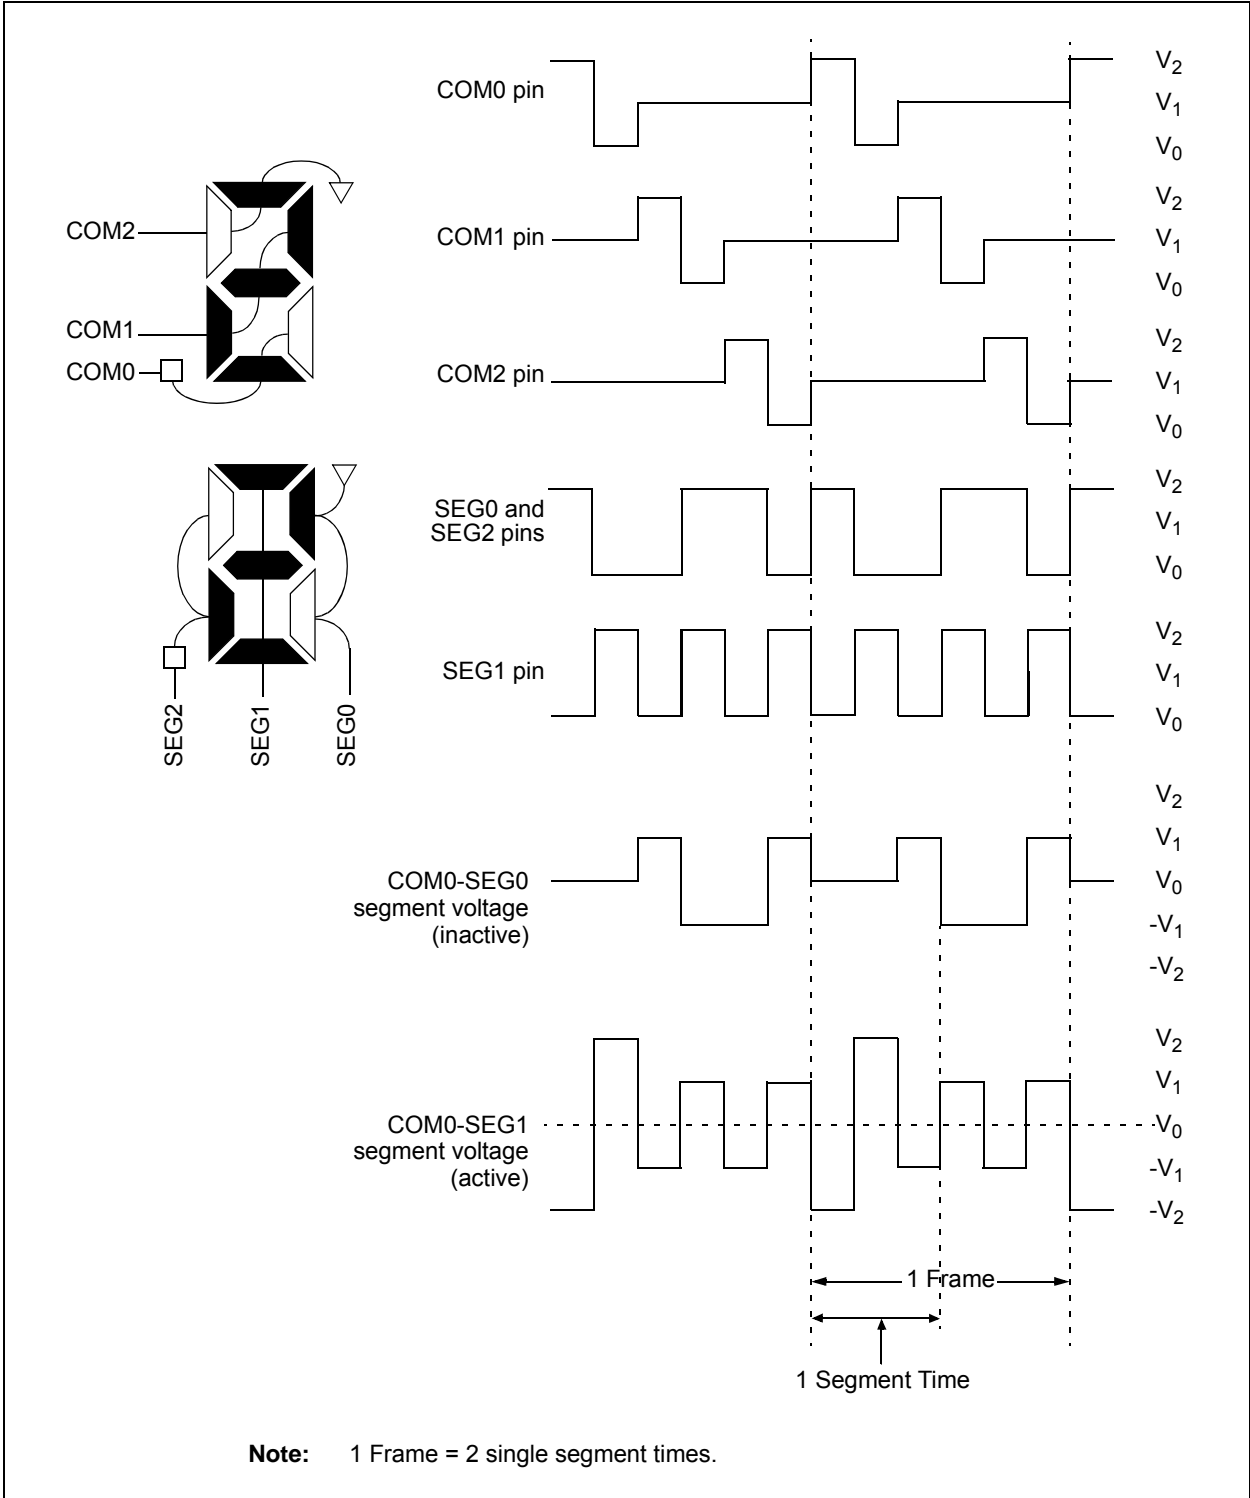 COM0 pin
V2
V1
V0
COM2
COM1
COM0
COM1 pin
V2
V1
V0
COM2 pin
V2
V1
V0
SEG0 and
SEG2 pins
V2
V1
V0
SEG2
SEG1
SEG0
SEG1 pin
V2
V1
V0
COM0-SEG0
segment voltage
(inactive)
V2
V1
V0
-V1
-V2
COM0-SEG1
segment voltage
(active)
V2
V1
V0
-V1
-V2
1 Frame
1 Segment Time
Note: 1 Frame = 2 single segment times.